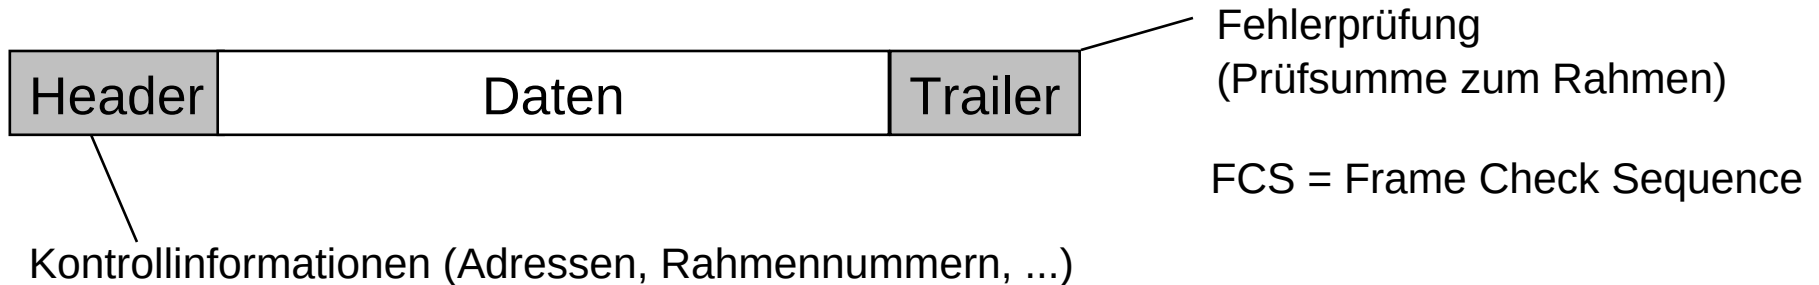 Fehlerprüfung
(Prüfsumme zum Rahmen)
Header Daten Trailer
FCS = Frame Check Sequence
Kontrollinformationen (Adressen, Rahmennummern, ...)